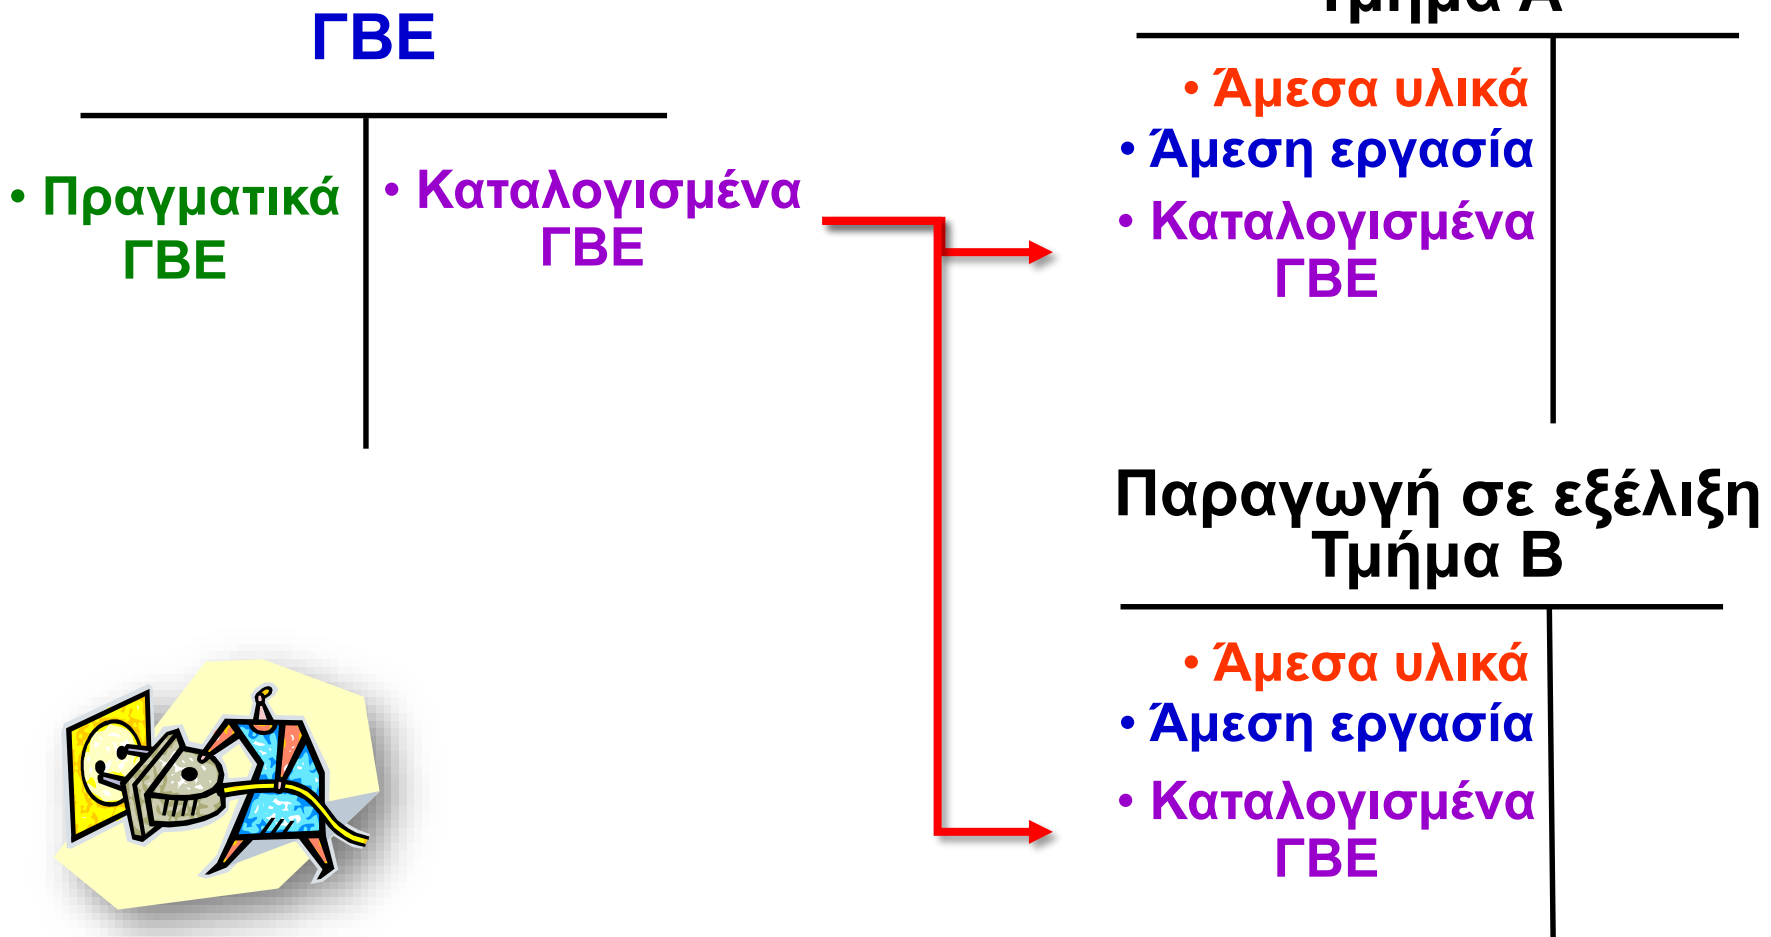 ΓΒΕ
• Πραγματικά
ΓΒΕ
• Καταλογισμένα
ΓΒΕ
Τμήμα Α
• Άμεσα υλικά
• Άμεση εργασία
• Καταλογισμένα
ΓΒΕ
Παραγωγή σε εξέλιξη
Τμήμα Β
• Άμεσα υλικά
• Άμεση εργασία
• Καταλογισμένα
ΓΒΕ